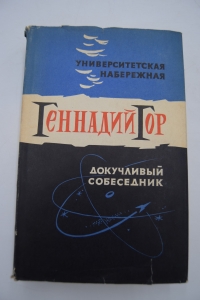 УНИВЕРСИТЕТСКАЯ
НАБЕРЕЖНАЯ
ГЕННАДИЙ ГОР
ДОКУЧЛИВЫЙ
СОБЕСЕДНИК